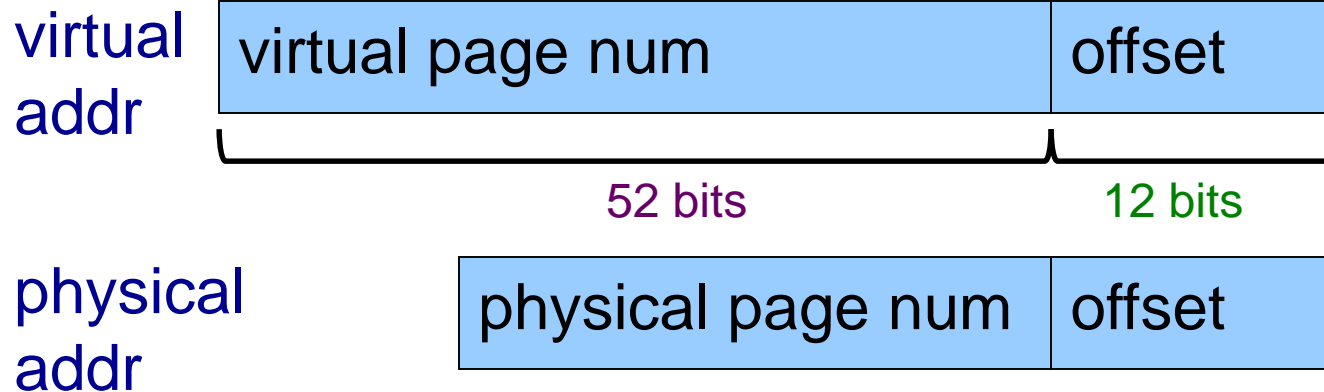 virtual addr
virtual page num
offset
52 bits
12 bits
physical addr
physical page num
offset